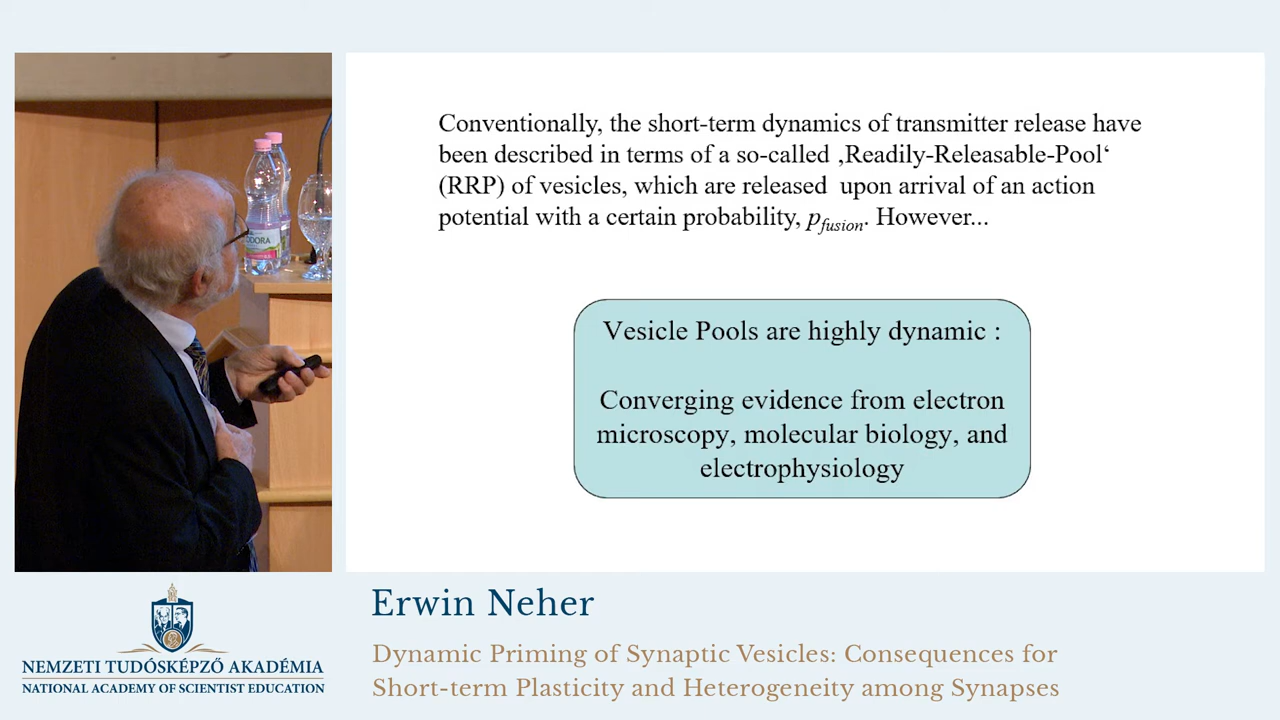 Conventionally, the short-term dynamics of transmitter release have
been described in terms of a so-called ‚Readily-Releasable-Pool‘
(RRP) of vesicles, which are released upon arrival of an action
potential with a certain probability, pfusion. However...
Vesicle Pools are highly dynamic :
Converging evidence from electron
microscopy, molecular biology, and
electrophysiology
Erwin Neher
Dynamic Priming of Synaptic Vesicles: Consequences for
Short-term Plasticity and Heterogeneity among Synapses
NEMZETI TUDÓSKÉPZŐ AKADÉMIA
NATIONAL ACADEMY OF SCIENTIST EDUCATION